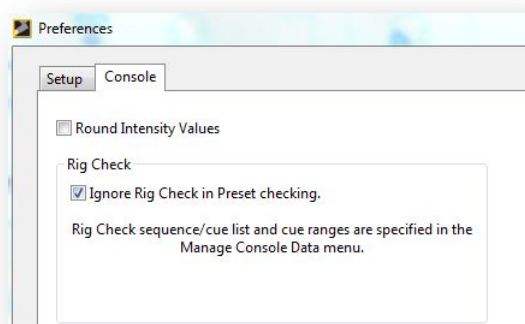 Preferences
Setup Console
Round Intensity Values
Rig Check
Ignore Rig Check in Preset checking.
Rig Check sequence/cue list and cue ranges are specified in the
Manage Console Data menu.